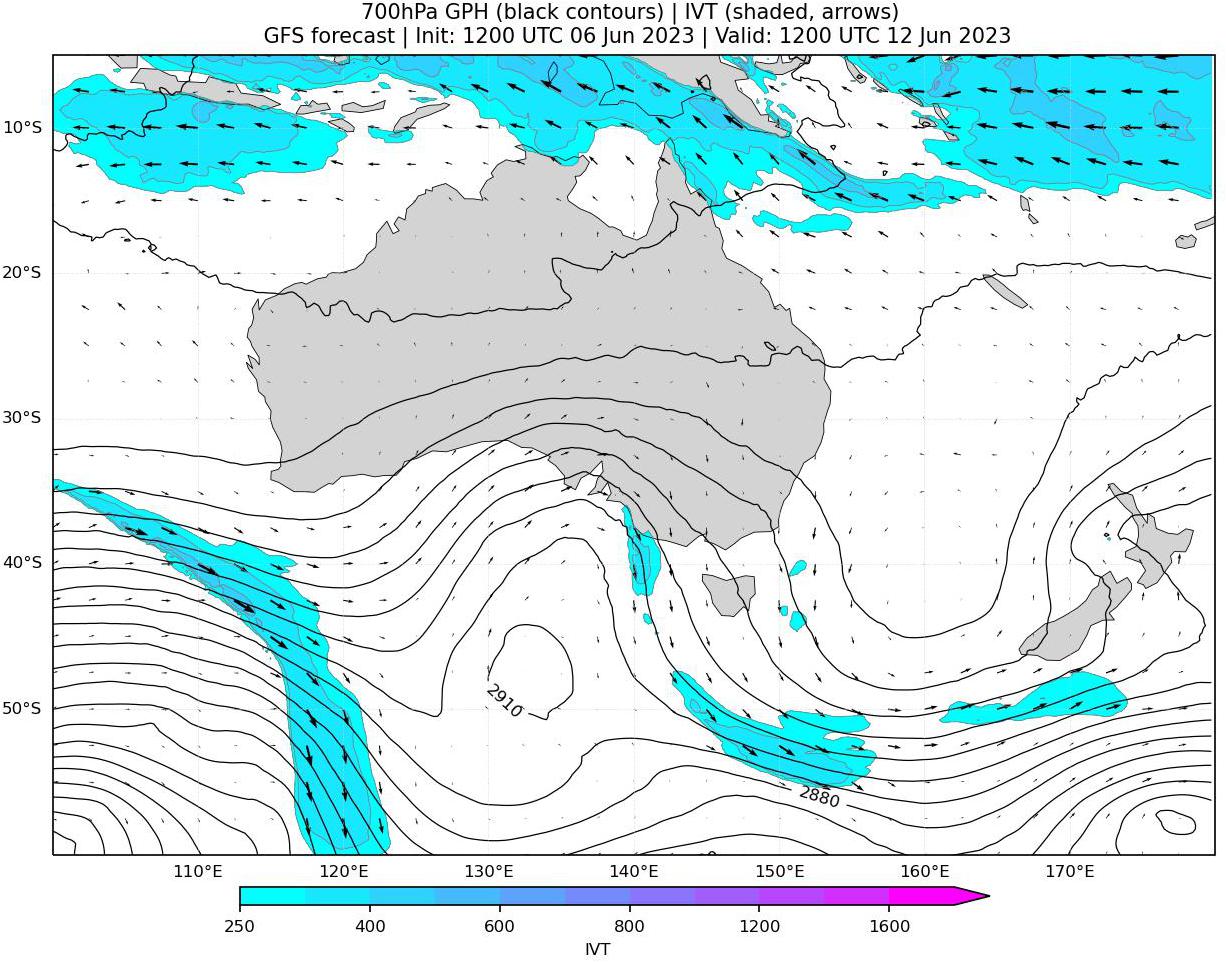 700hPa GPH (black contours) | IVT (shaded, arrows)
GFS forecast | Init: 1200 UTC 06 Jun 2023 | Valid: 1200 UTC 12 Jun 2023
10°S
20°S
30°S
40°S
50°S
2910
2880
110°E 120°E 130°E 140°E 150°E 160°E 170°E
250 400 600 800 1200 1600
IVT